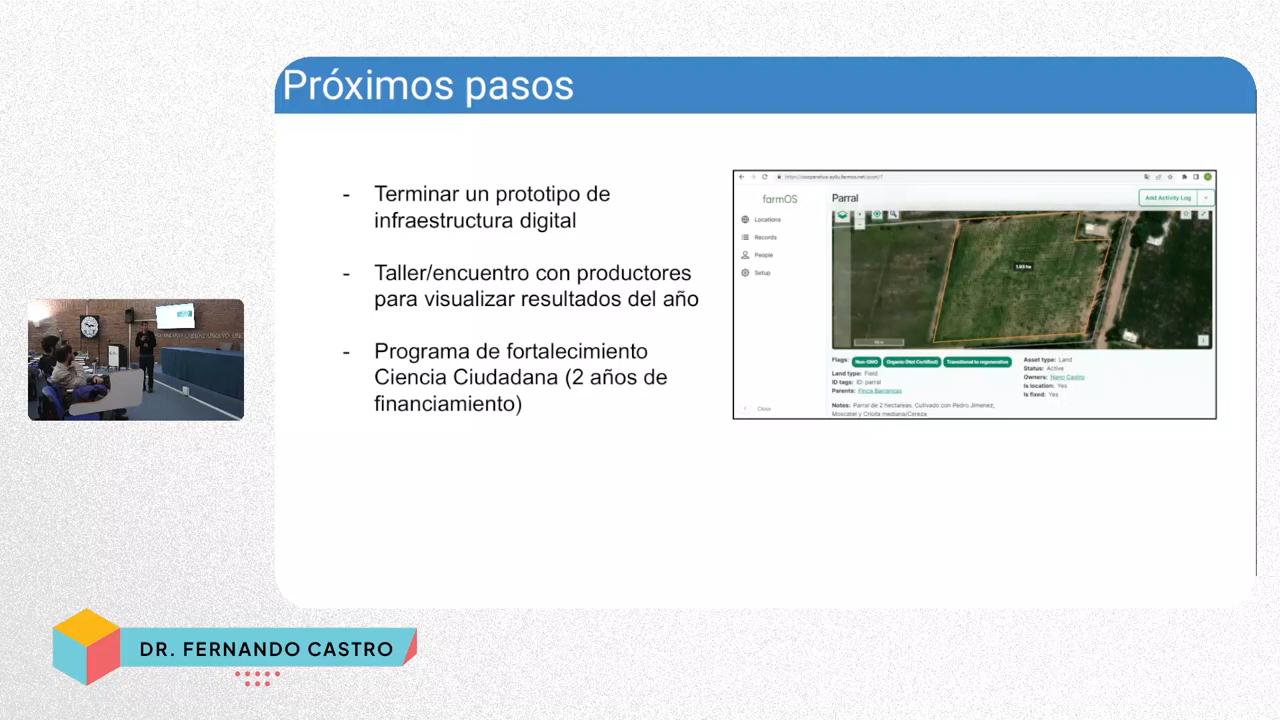 Próximos pasos
- Terminar un prototipo de
infraestructura digital
- Taller/encuentro con productores
para visualizar resultados del año
- Programa de fortalecimiento
Ciencia Ciudadana (2 años de
financiamiento)
farmOS
Locations
Records
People
Setup
Close
Parral
Add Activity Log
1.93 ha
Flags: Non-GMO Organic (Not Certified) Transitional to regenerative
Land type: Field
ID tags: ID: parral
Parents: Finca Barrancas
Notes: Parral de 2 hectareas. Cultivado con Pedro Jimenez,
Moscatel y Criolla mediana/Cereza
Asset type: Land
Status: Active
Owners: Nano Castro
Is location: Yes
Is fixed: Yes
DR. FERNANDO CASTRO